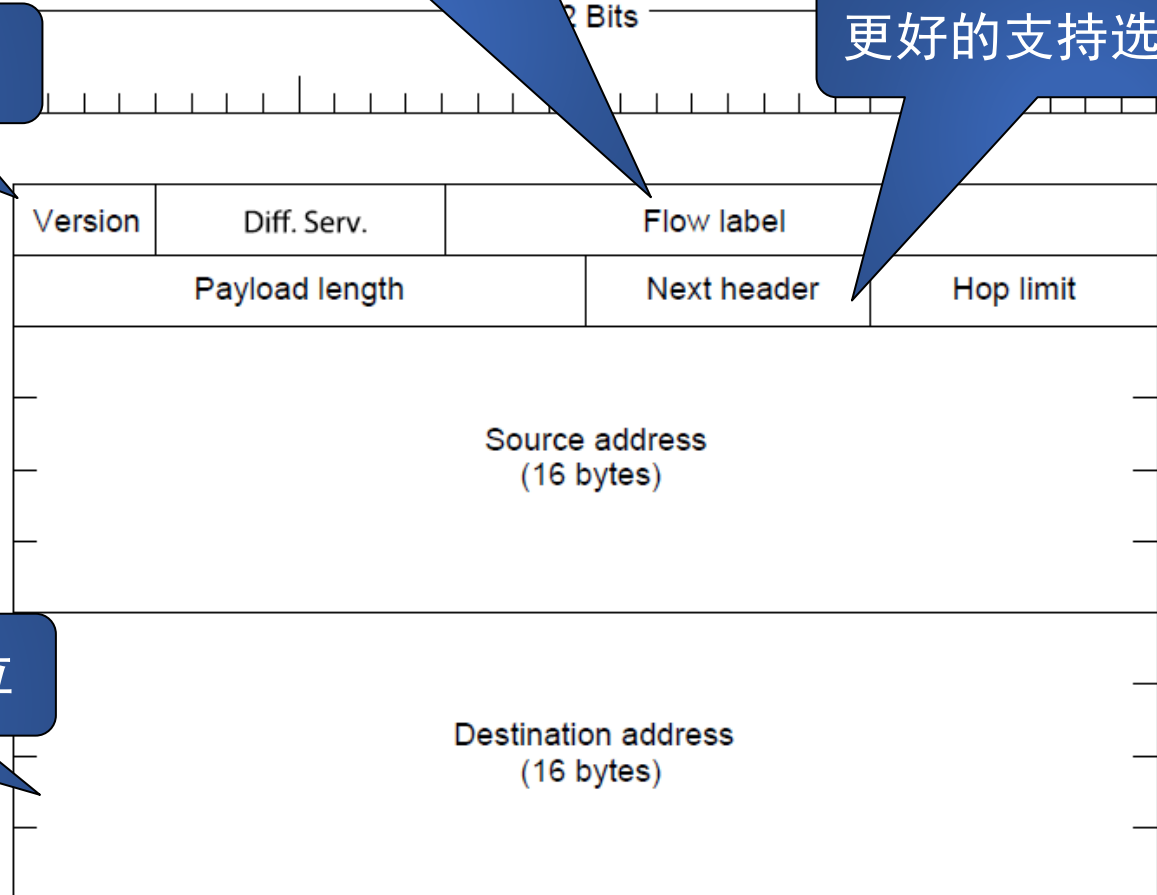 2 Bits
更好的支持选
Version
Diff. Serv.
Flow label
Payload length
Next header
Hop limit
Source address
(16 bytes)
Destination address
(16 bytes)